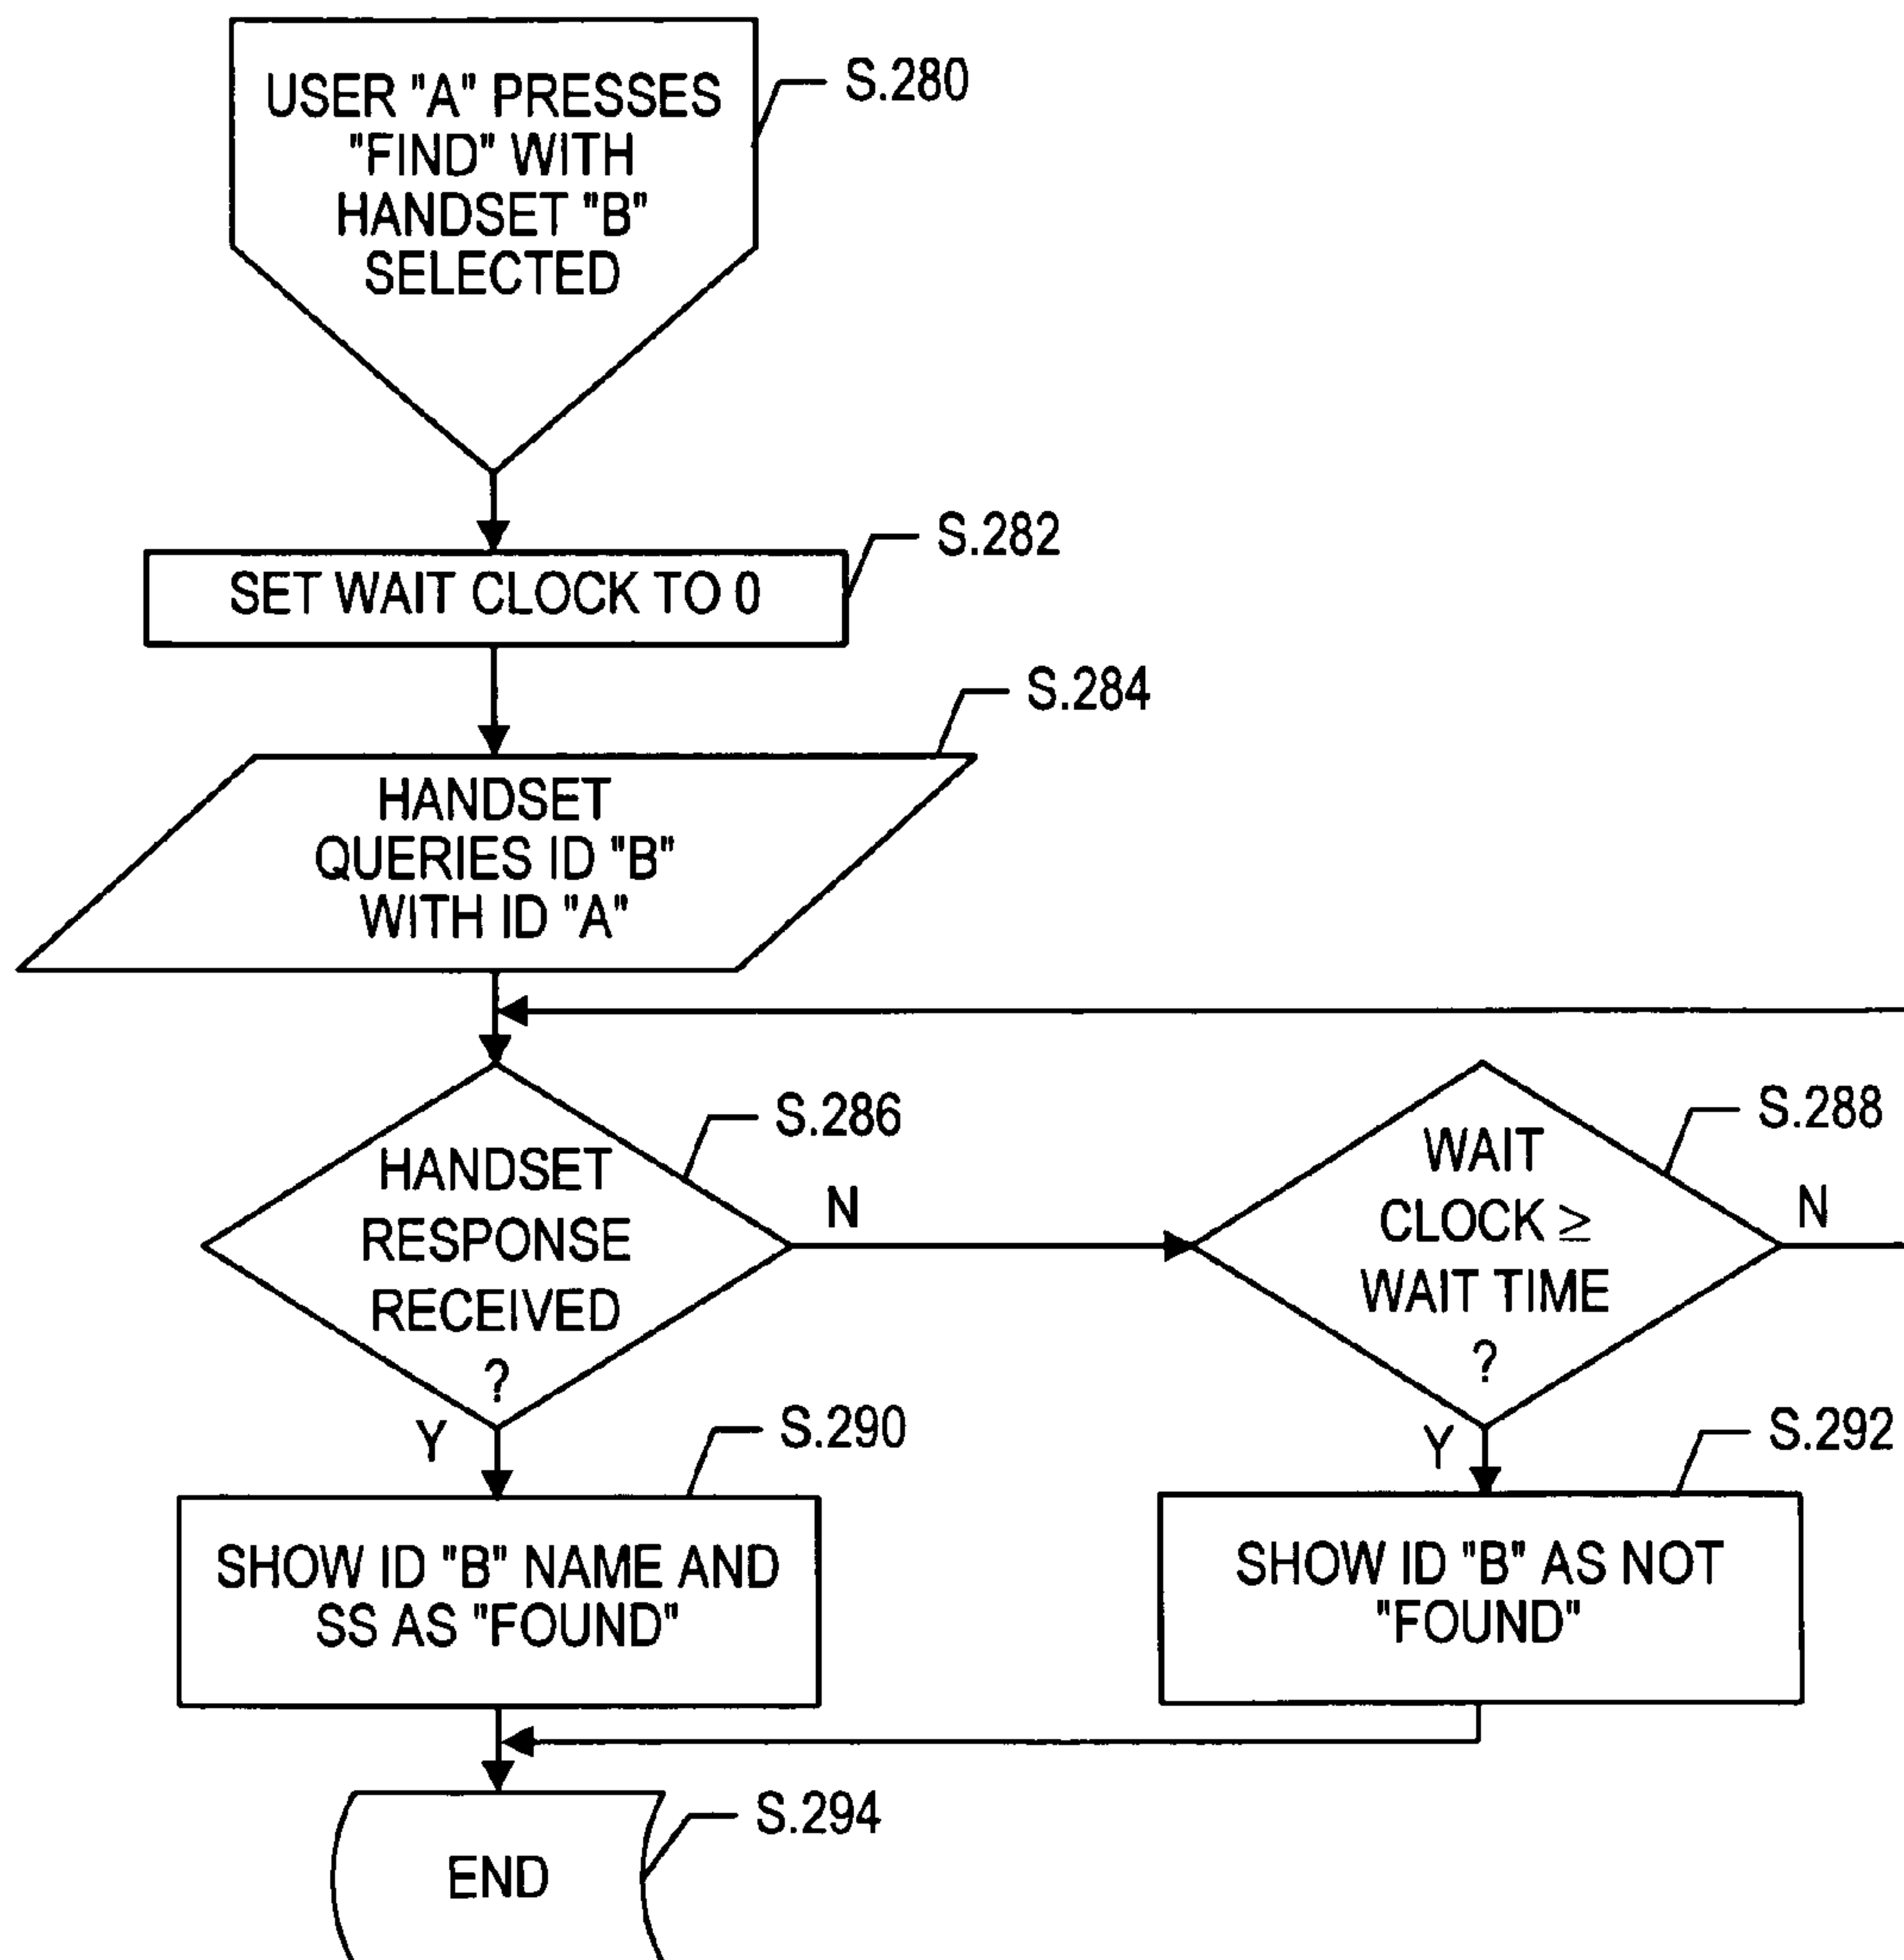 USER "A" PRESSES
"FIND" WITH
HANDSET "B"
SELECTED
S.280
SET WAIT CLOCK TO 0
S.282
HANDSET
QUERIES ID "B"
WITH ID "A"
S.284
HANDSET
RESPONSE
RECEIVED
?
S.286
N
Y
WAIT
CLOCK ≥
WAIT TIME
?
S.288
N
Y
SHOW ID "B" NAME AND
SS AS "FOUND"
S.290
SHOW ID "B" AS NOT
"FOUND"
S.292
END
S.294